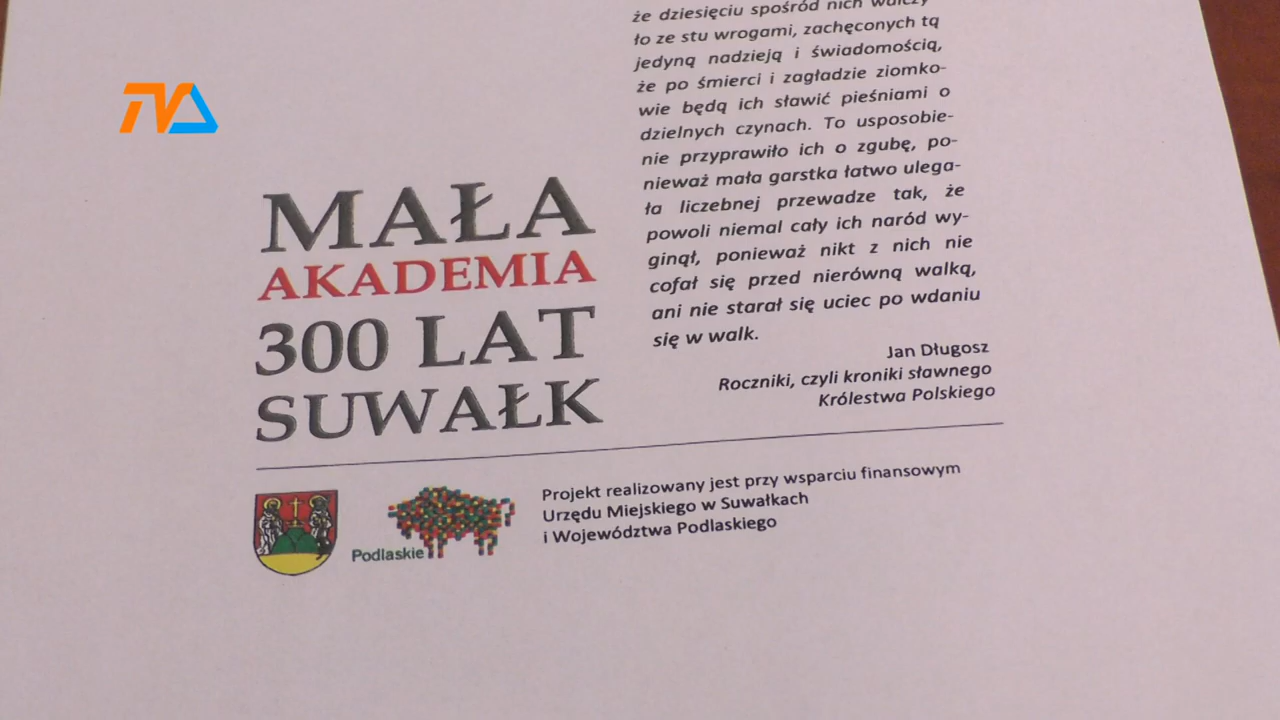 TVA
że dziesięciu spośród nich walczy-
ło ze stu wrogami, zachęconych tą
jedyną nadzieją i świadomością,
że po śmierci i zagładzie ziomko-
wie będą ich sławić pieśniami o
dzielnych czynach. To usposobie-
nie przyprawiło ich o zgubę, po-
nieważ mała garstka łatwo ulega-
ła liczebnej przewadze tak, że
powoli niemal cały ich naród wy-
ginął, ponieważ nikt z nich nie
cofał się przed nierówną walką,
ani nie starał się uciec po wdaniu
się w walk.
Jan Długosz
Roczniki, czyli kroniki sławnego
Królestwa Polskiego
MAŁA
AKADEMIA
300 LAT
SUWAŁK
Podlaskie
Projekt realizowany jest przy wsparciu finansowym
Urzędu Miejskiego w Suwałkach
i Województwa Podlaskiego